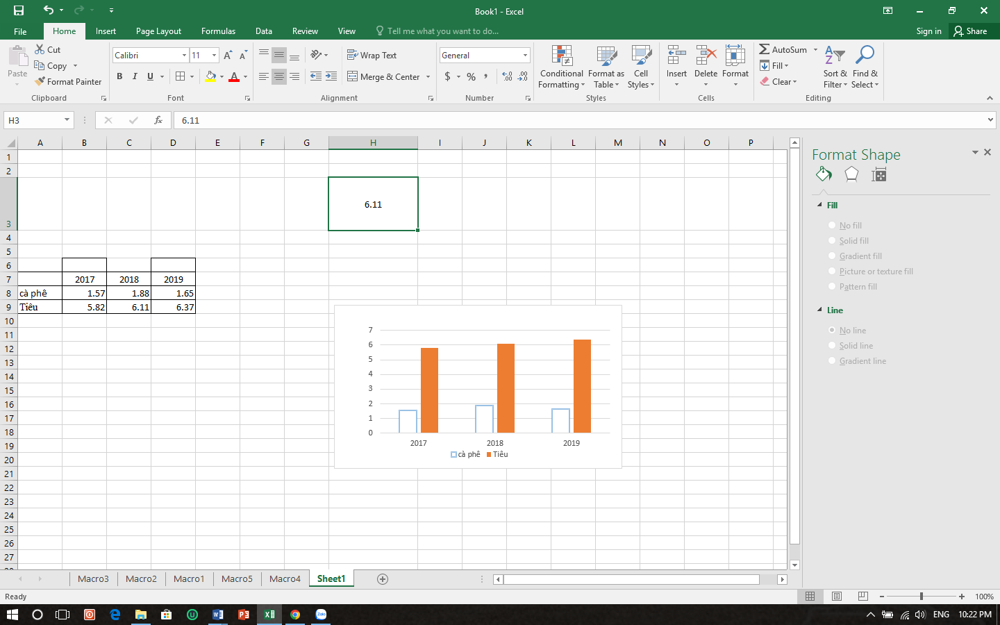 Book1 - Excel
File Home Insert Page Layout Formulas Data Review View Tell me what you want to do... Sign in Share
Paste Cut Copy Format Painter
Calibri 11 B I U A A A
Wrap Text Merge & Center
General $ % , .0 .00 .00 .0
Conditional Formatting Format as Table Cell Styles
Insert Delete Format
AutoSum Fill Clear Sort & Filter Find & Select
Clipboard Font Alignment Number Styles Cells Editing
H3 fx 6.11
A B C D E F G H I J K L M N O P
1
2
3 6.11
4
5
6
7 2017 2018 2019
8 cà phê 1.57 1.88 1.65
9 Tiêu 5.82 6.11 6.37
10
11
12
13
14
15
16
17
18
19
20
21
22
23
24
25
26
27
7
6
5
4
3
2
1
0
2017 2018 2019
cà phê Tiêu
Format Shape
Fill
No fill
Solid fill
Gradient fill
Picture or texture fill
Pattern fill
Line
No line
Solid line
Gradient line
Macro3 Macro2 Macro1 Macro5 Macro4 Sheet1
Ready 100%
Zalo ENG 10:22 PM